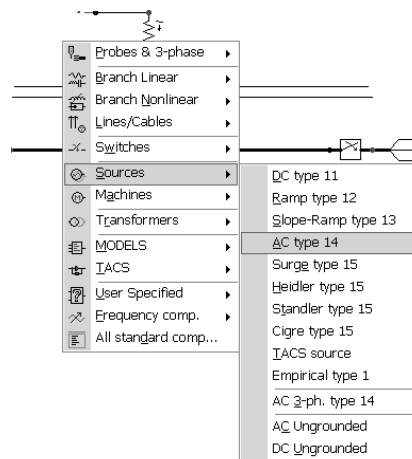 Probes & 3-phase
Branch Linear
Branch Nonlinear
Lines/Cables
Switches
Sources
Machines
Transformers
MODELS
TACS
User Specified
Frequency comp.
All standard comp...
DC type 11
Ramp type 12
Slope-Ramp type 13
AC type 14
Surge type 15
Heidler type 15
Standler type 15
Cigre type 15
TACS source
Empirical type 1
AC 3-ph. type 14
AC Ungrounded
DC Ungrounded